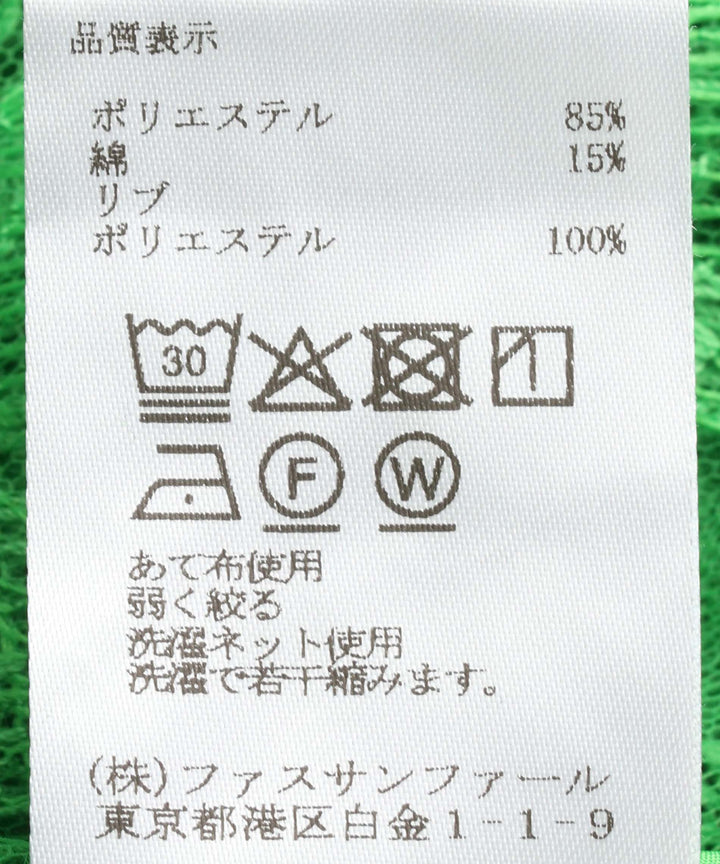 品質表示
ポリエステル 85%
綿 15%
リブ
ポリエステル 100%
30
F W
あて布使用
弱く絞る
洗濯ネット使用
洗濯で若干縮みます。
(株)ファスサンファール
東京都港区白金1-1-9